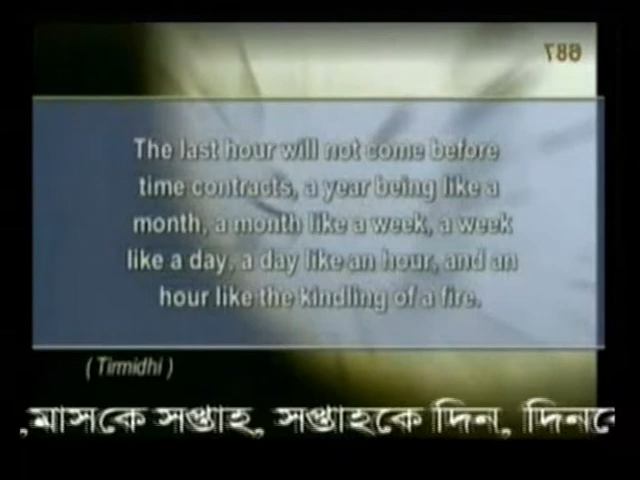 786
The last hour will not come before
time contracts, a year being like a
month, a month like a week, a week
like a day, a day like an hour, and an
hour like the kindling of a fire.
( Tirmidhi )
,মাসকে সপ্তাহ, সপ্তাহকে দিন, দিনকে